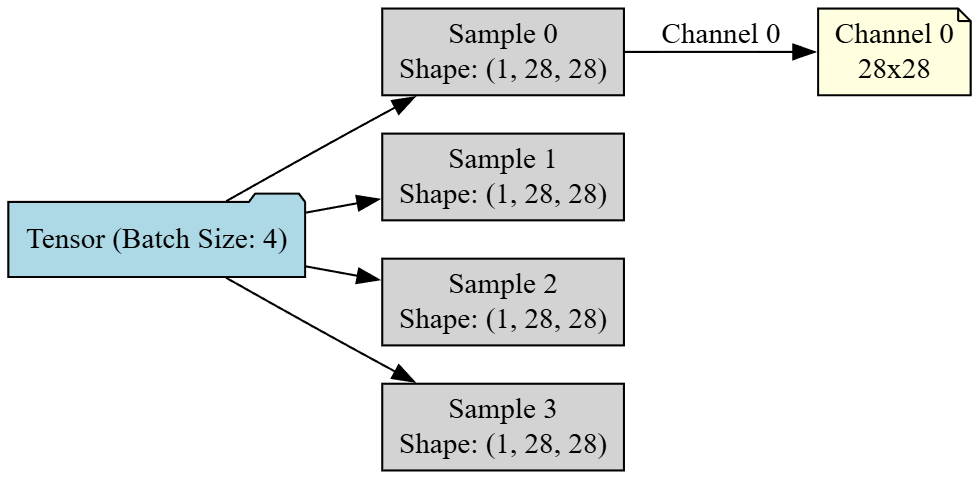 Sample 0
Shape: (1, 28, 28)
Channel 0
Channel 0
28x28
Sample 1
Shape: (1, 28, 28)
Tensor (Batch Size: 4)
Sample 2
Shape: (1, 28, 28)
Sample 3
Shape: (1, 28, 28)